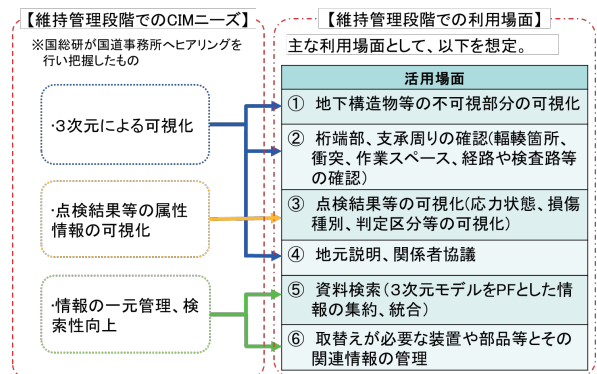 【維持管理段階でのCIMニーズ】
※国総研が国道事務所へヒアリングを
行い把握したもの
・3次元による可視化
・点検結果等の属性
情報の可視化
・情報の一元管理、検
索性向上
【維持管理段階での利用場面】
主な利用場面として、以下を想定。
活用場面
① 地下構造物等の不可視部分の可視化
② 桁端部、支承周りの確認(輻輳箇所、
衝突、作業スペース、経路や検査路等
の確認)
③ 点検結果等の可視化(応力状態、損傷
種別、判定区分等の可視化)
④ 地元説明、関係者協議
⑤ 資料検索(3次元モデルをPFとした情
報の集約、統合)
⑥ 取替えが必要な装置や部品等とその
関連情報の管理